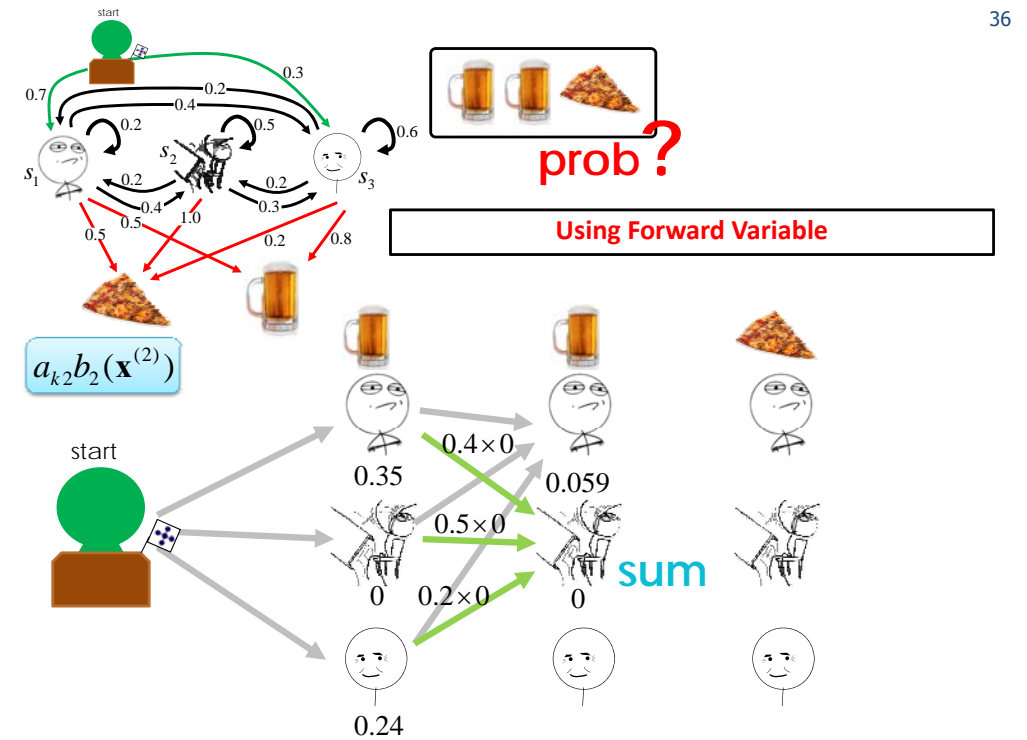 36
start
0.3
0.7
0.2
0.4
0.2
0.5
0.6
s₂
s₁
s₃
0.2
0.2
0.4
0.3
0.5
0.5
1.0
0.2
0.8
prob?
Using Forward Variable
aₖ₂b₂(𝐱⁽²⁾)
start
0.4×0
0.35
0.059
0.5×0
sum
0
0.2×0
0
0.24